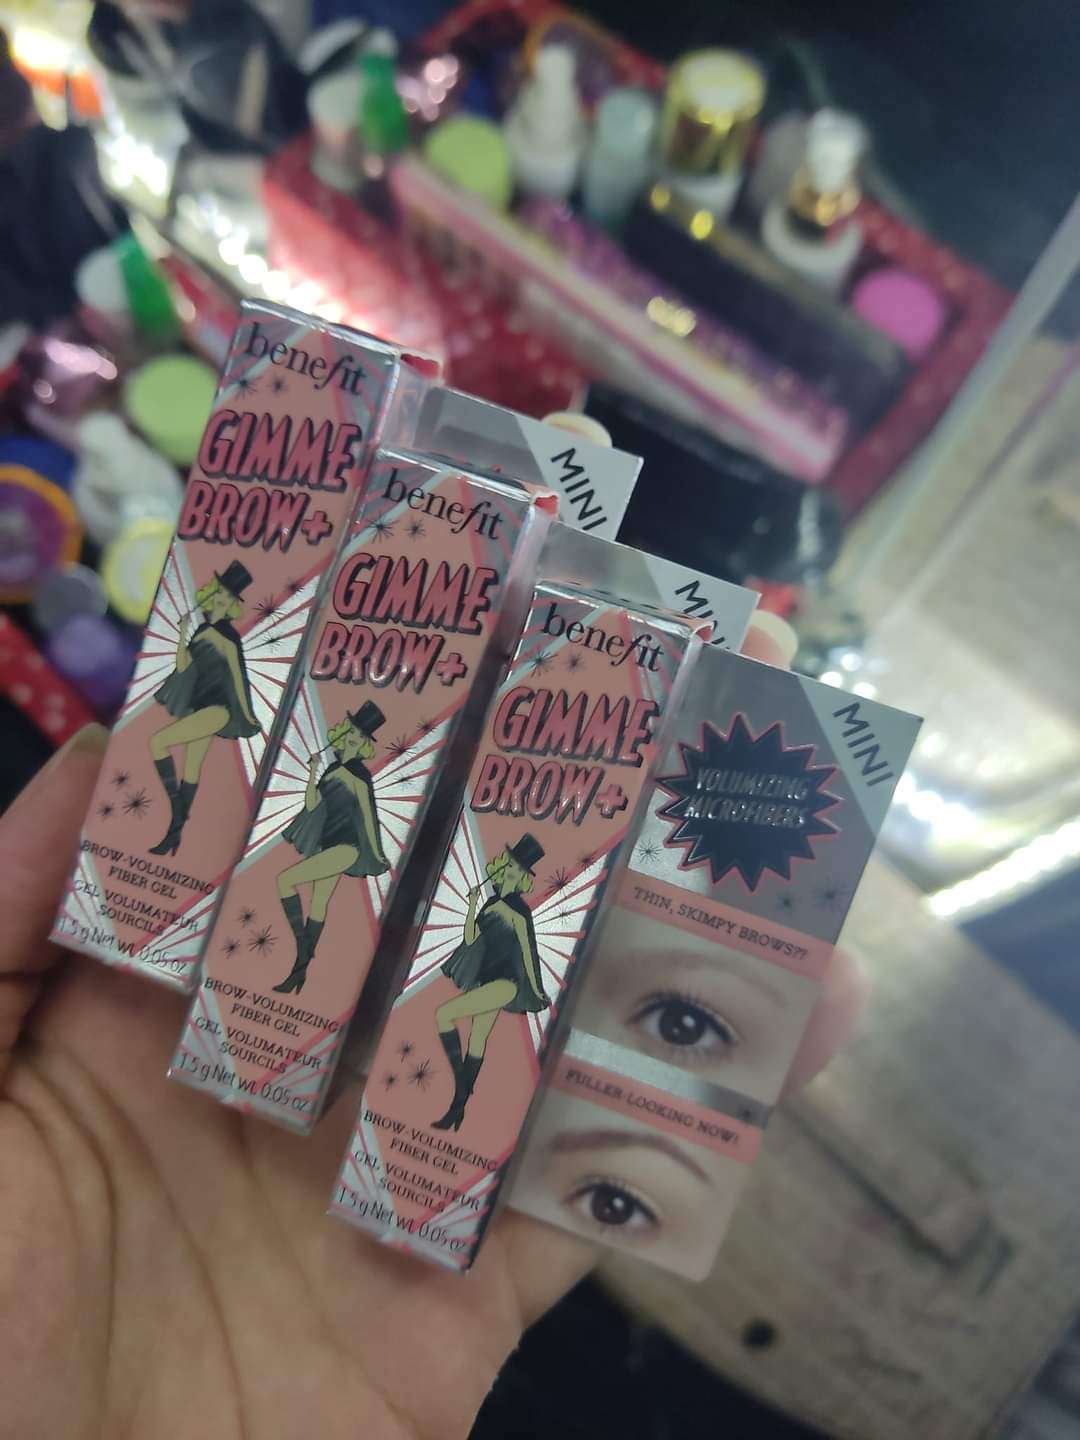 benefit
GIMME
BROW+
BROW-VOLUMIZING
FIBER GEL
GEL VOLUMATEUR
SOURCILS
1.5 g Net wt. 0.05 oz
MINI
benefit
GIMME
BROW+
BROW-VOLUMIZING
FIBER GEL
GEL VOLUMATEUR
SOURCILS
1.5 g Net wt. 0.05 oz
benefit
GIMME
BROW+
BROW-VOLUMIZING
FIBER GEL
GEL VOLUMATEUR
SOURCILS
1.5 g Net wt. 0.05 oz
MINI
VOLUMIZING
MICROFIBERS
THIN, SKIMPY BROWS??
FULLER-LOOKING NOW!